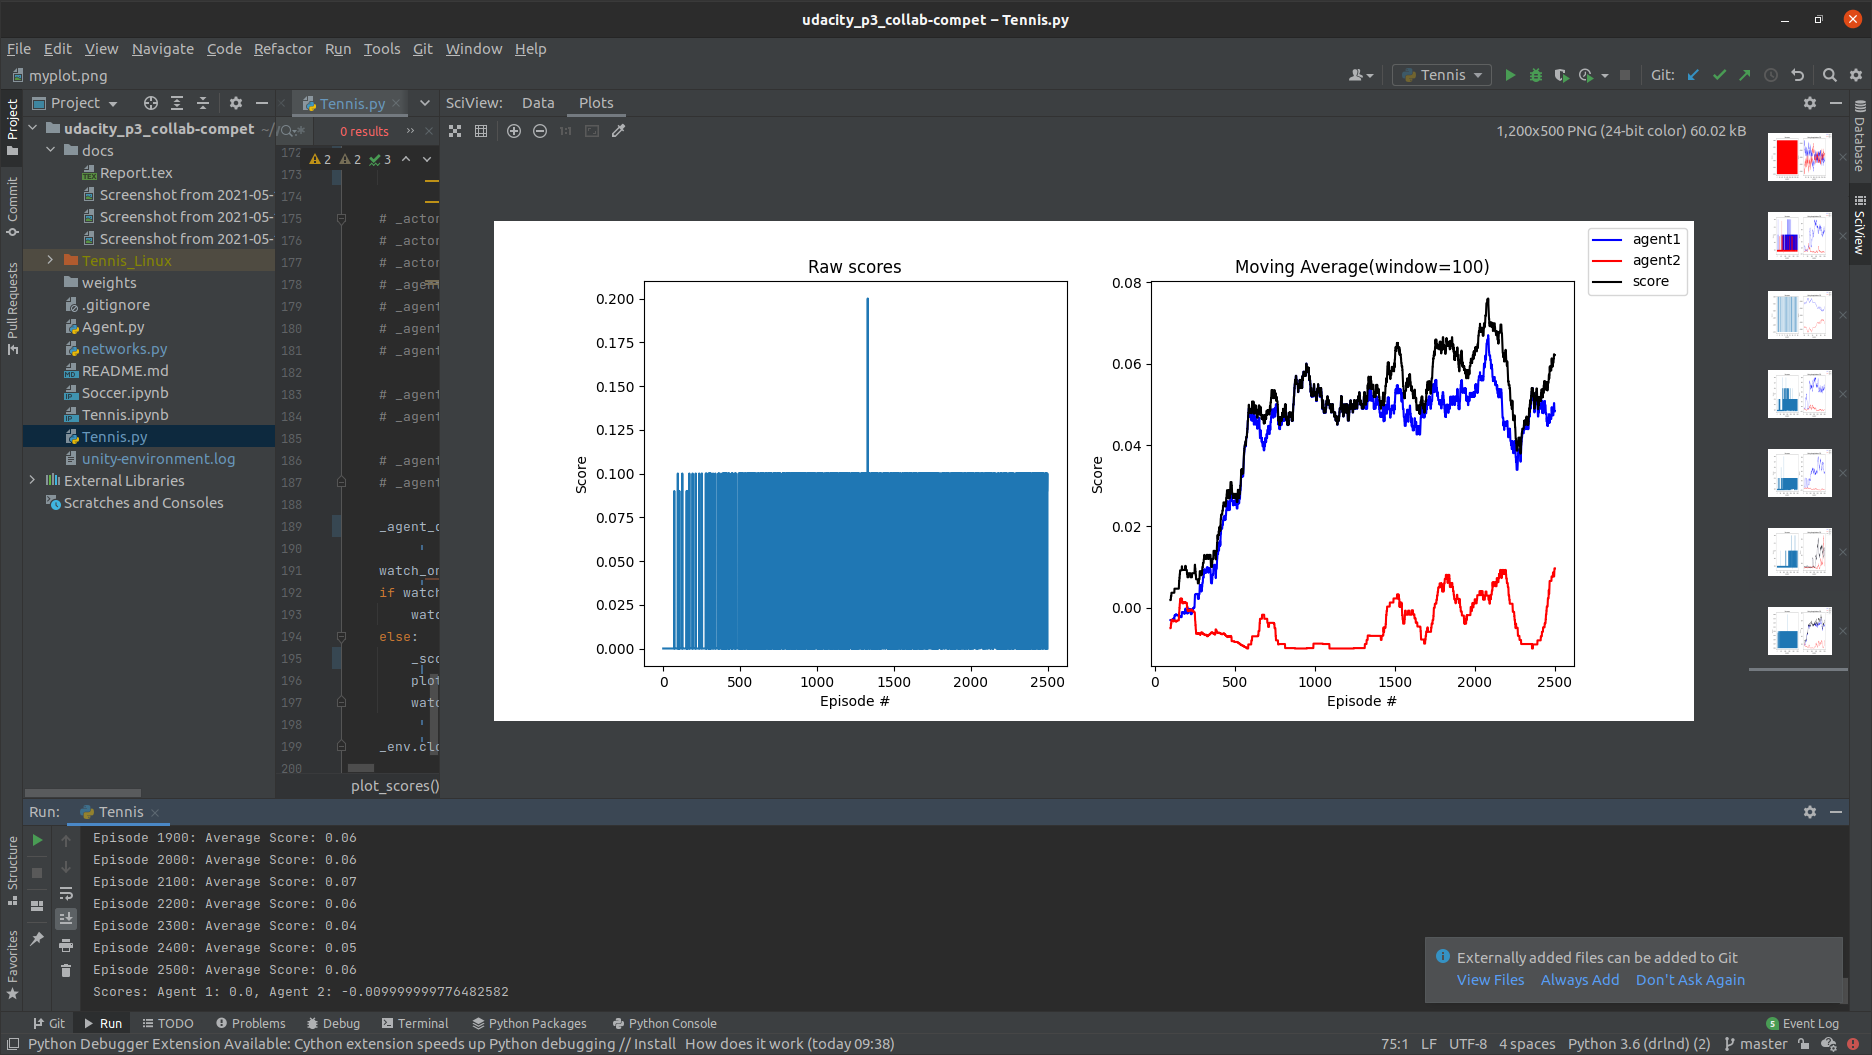 udacity_p3_collab-compet – Tennis.py
File Edit View Navigate Code Refactor Run Tools Git Window Help
myplot.png
Tennis
Git:
Project
Tennis.py
SciView: Data Plots
udacity_p3_collab-compet ~/
docs
Report.tex
Screenshot from 2021-05-
Screenshot from 2021-05-
Screenshot from 2021-05-
Tennis_Linux
weights
.gitignore
Agent.py
networks.py
README.md
Soccer.ipynb
Tennis.ipynb
Tennis.py
unity-environment.log
External Libraries
Scratches and Consoles
Project
Commit
Pull Requests
Structure
Favorites
0 results
2 2 3
172
173
174
175 # _actor
176 # _actor
177 # _actor
178 # _agent
179 # _agent
180 # _agent
181 # _agent
182
183 # _agent
184 # _agent
185
186 # _agent
187 # _agent
188
189 _agent_
190 '
191 watch_or
192 if watch
193 watc
194 else:
195 _sco
196 plot
197 watc
198 '
199 _env.clo
200
plot_scores()
1:1
1,200x500 PNG (24-bit color) 60.02 kB
Database
SciView
Raw scores
Score
0.200
0.175
0.150
0.125
0.100
0.075
0.050
0.025
0.000
0 500 1000 1500 2000 2500
Episode #
Moving Average(window=100)
agent1
agent2
score
Score
0.08
0.06
0.04
0.02
0.00
0 500 1000 1500 2000 2500
Episode #
Run: Tennis
Episode 1900: Average Score: 0.06
Episode 2000: Average Score: 0.06
Episode 2100: Average Score: 0.07
Episode 2200: Average Score: 0.06
Episode 2300: Average Score: 0.04
Episode 2400: Average Score: 0.05
Episode 2500: Average Score: 0.06
Scores: Agent 1: 0.0, Agent 2: -0.009999999776482582
Externally added files can be added to Git
View Files Always Add Don't Ask Again
Git Run TODO Problems Debug Terminal Python Packages Python Console
Event Log
Python Debugger Extension Available: Cython extension speeds up Python debugging // Install How does it work (today 09:38)
75:1 LF UTF-8 4 spaces Python 3.6 (drlnd) (2) master